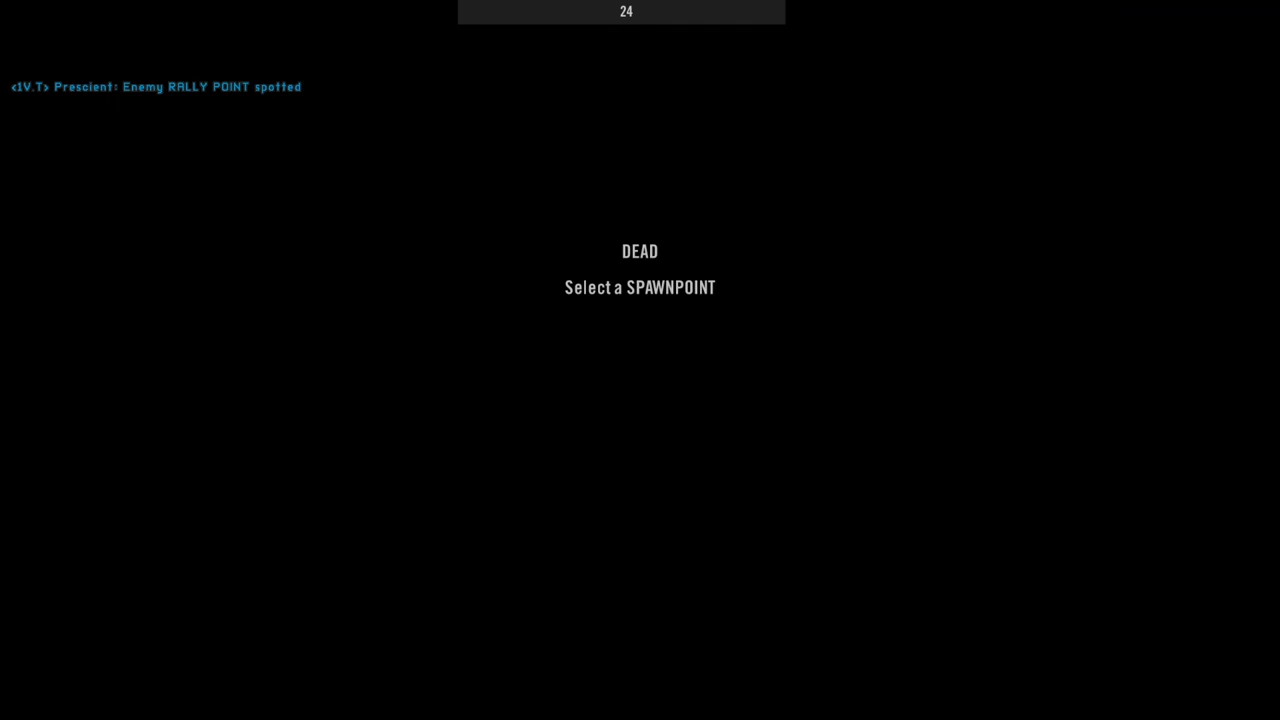 24
<1V.T> Prescient: Enemy RALLY POINT spotted
DEAD
Select a SPAWNPOINT